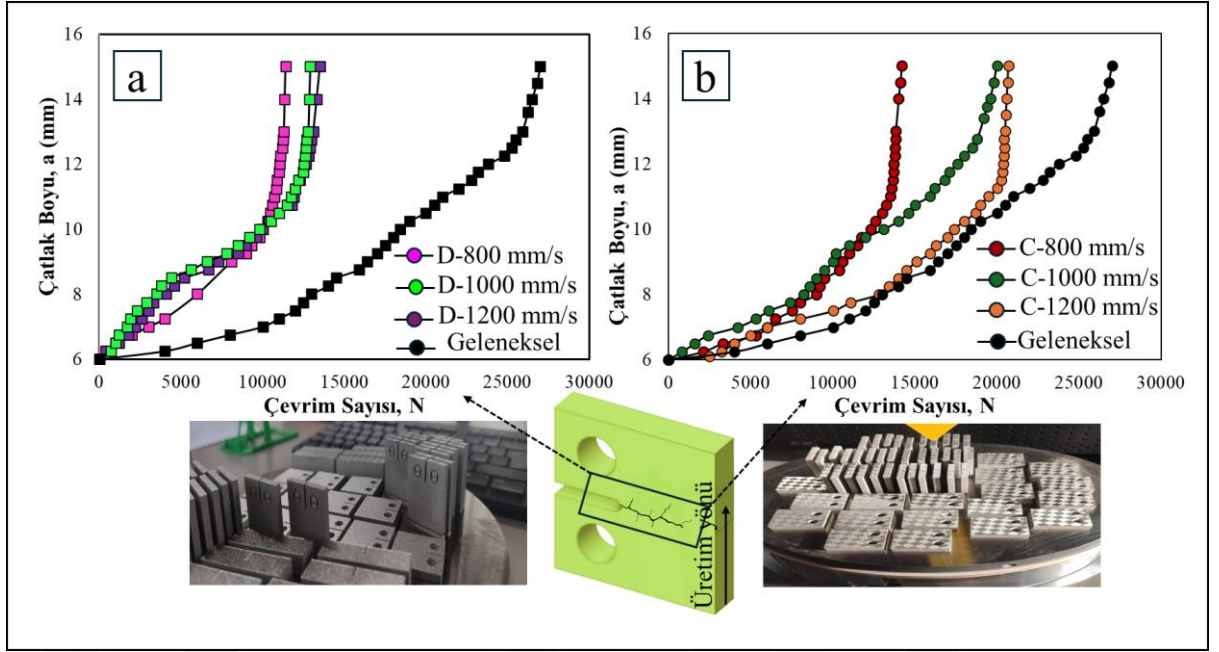 a
Çatlak Boyu, a (mm)
16
14
12
10
8
6
0
5000
10000
15000
20000
25000
30000
D-800 mm/s
D-1000 mm/s
D-1200 mm/s
Geleneksel
Çevrim Sayısı, N
b
Çatlak Boyu, a (mm)
16
14
12
10
8
6
0
5000
10000
15000
20000
25000
30000
C-800 mm/s
C-1000 mm/s
C-1200 mm/s
Geleneksel
Çevrim Sayısı, N
Üretim yönü